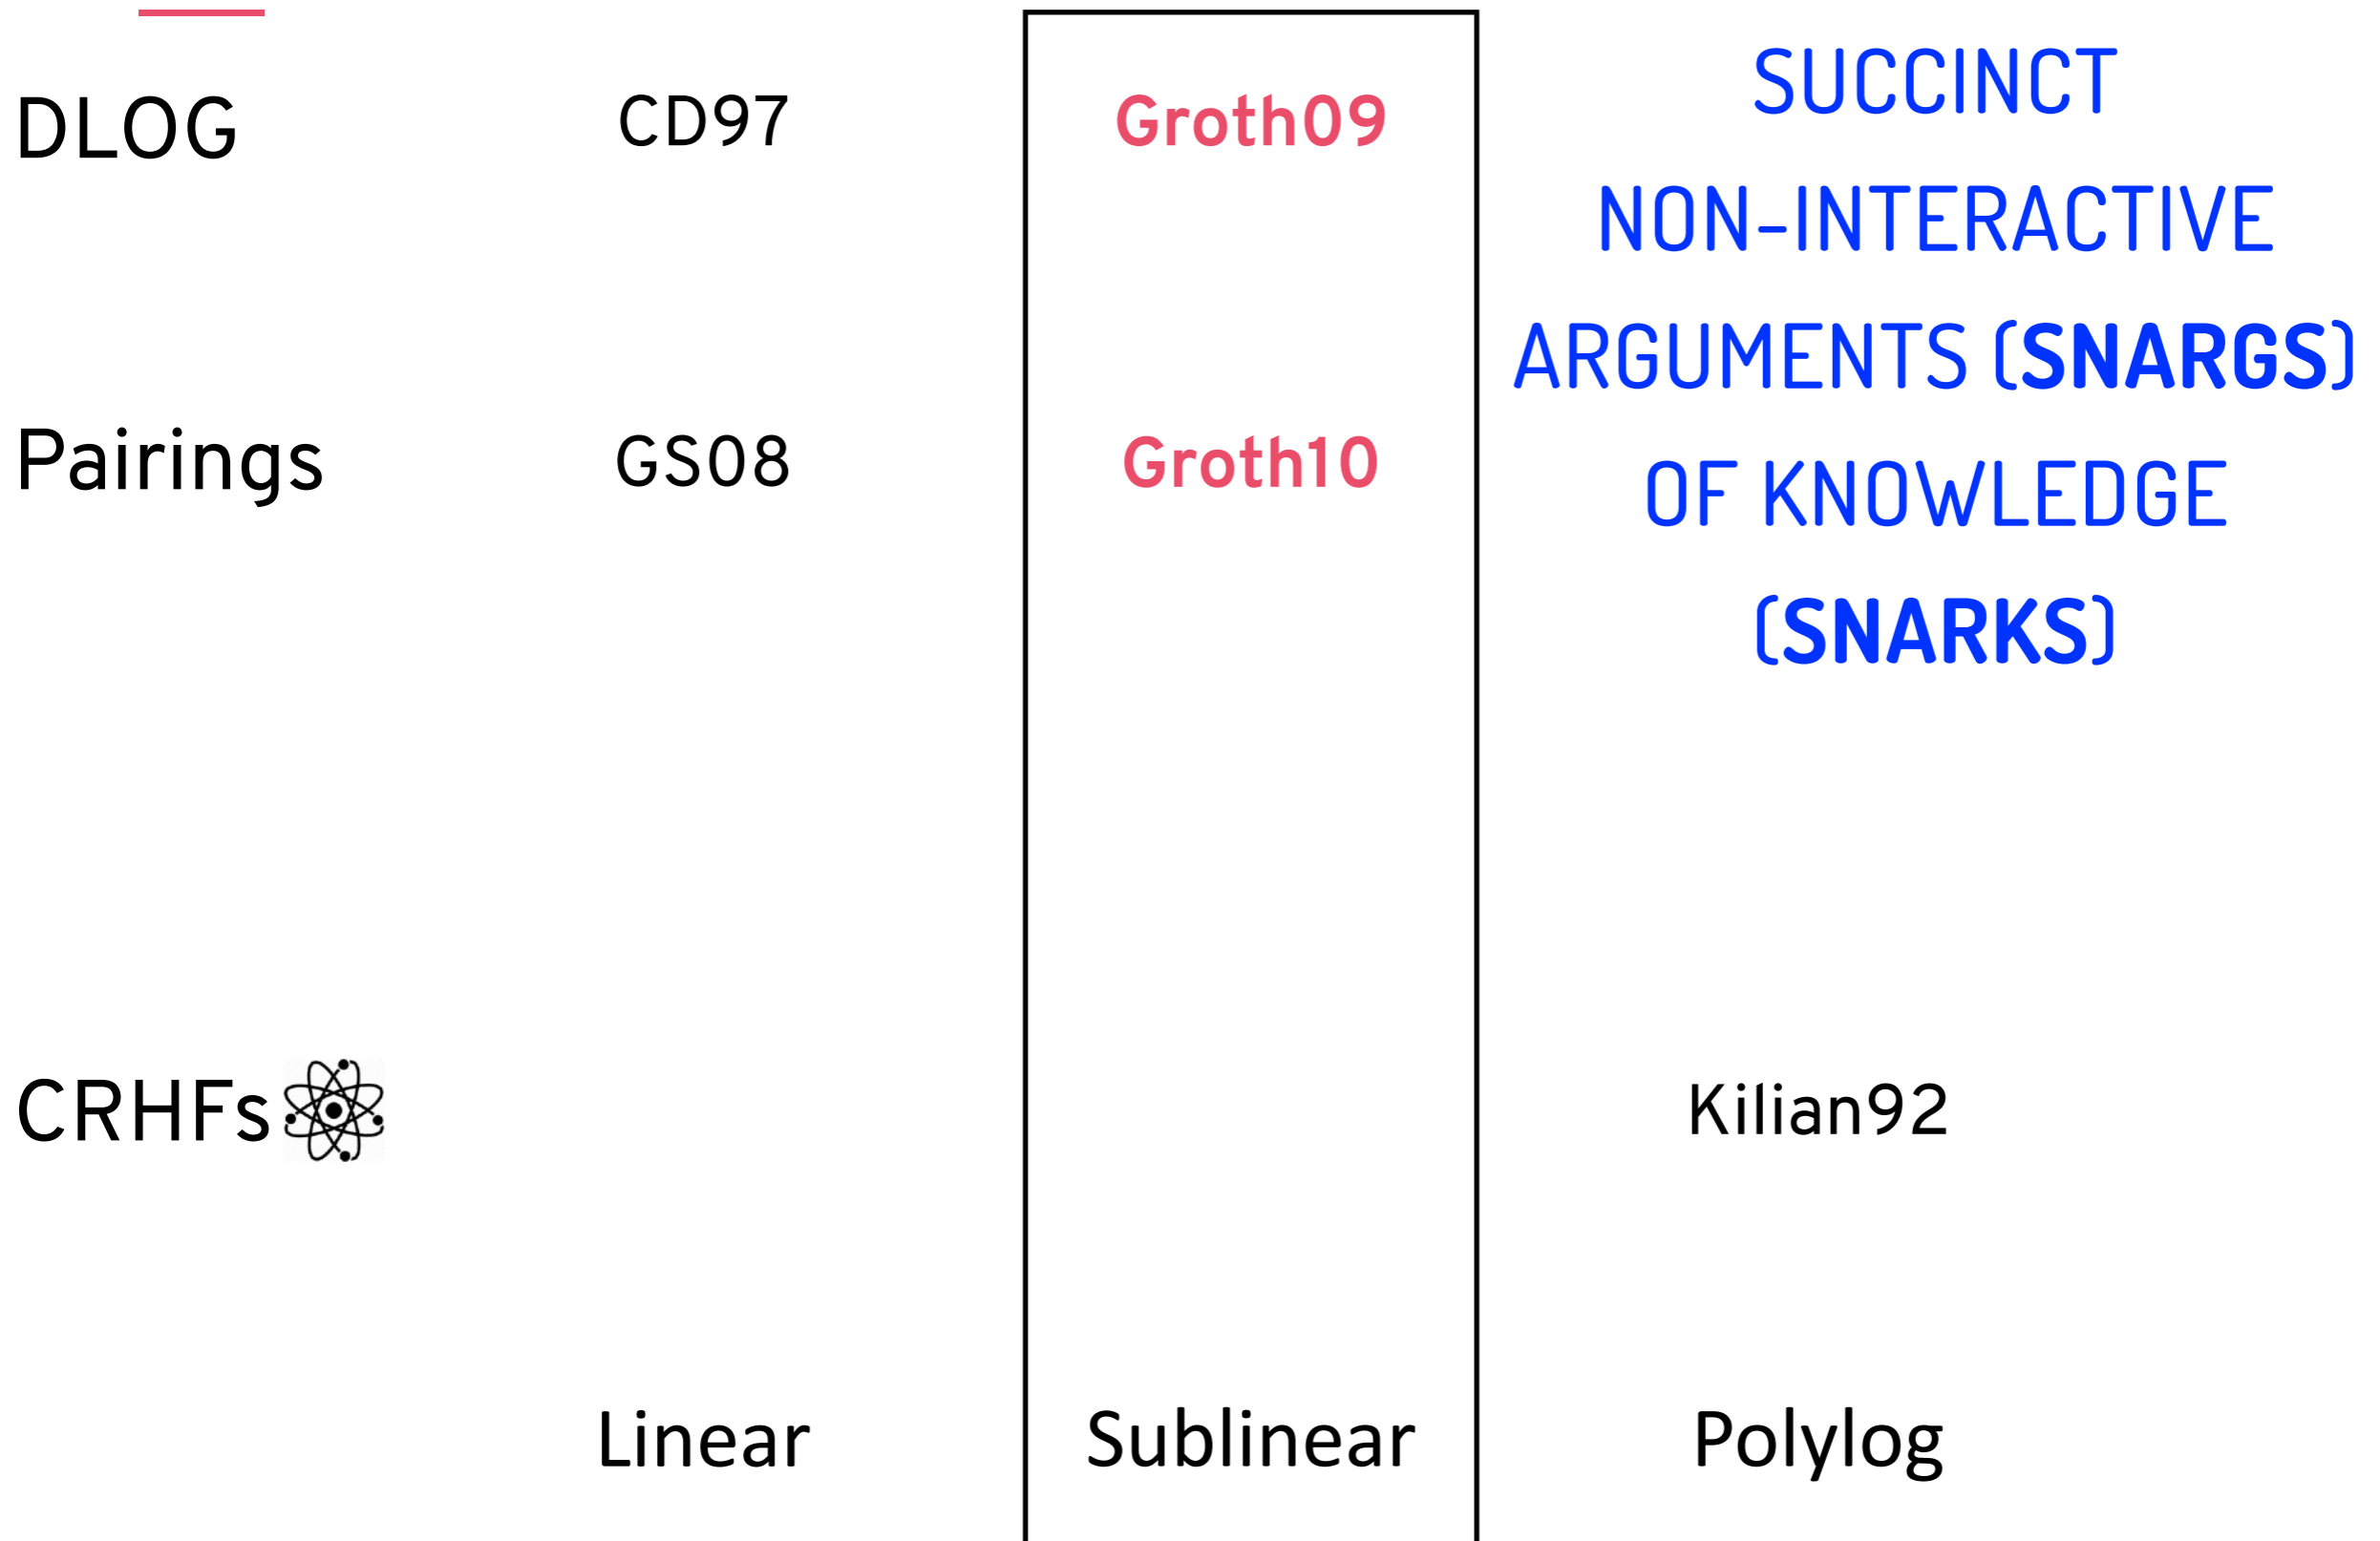 DLOG CD97 Groth09
SUCCINCT
NON-INTERACTIVE
ARGUMENTS (SNARGS)
OF KNOWLEDGE
(SNARKS)
Pairings GS08 Groth10
CRHFs Kilian92
Linear Sublinear Polylog